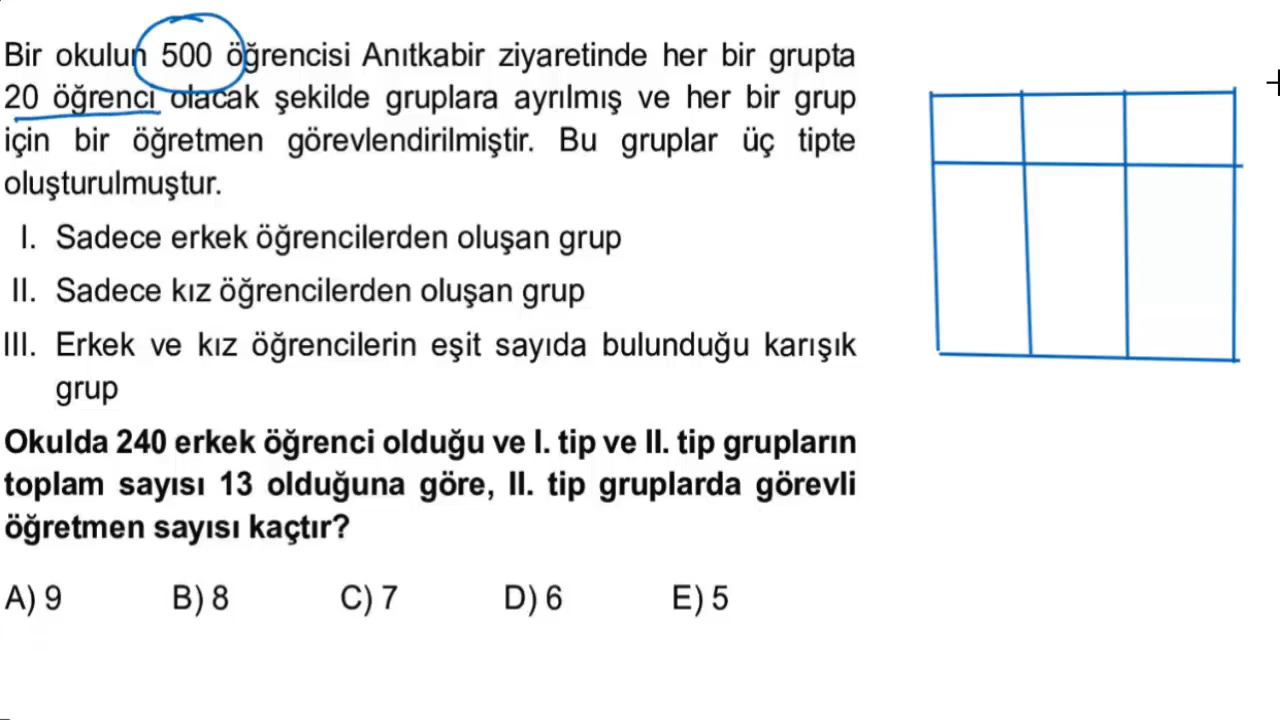 Bir okulun 500 öğrencisi Anıtkabir ziyaretinde her bir grupta
20 öğrenci olacak şekilde gruplara ayrılmış ve her bir grup
için bir öğretmen görevlendirilmiştir. Bu gruplar üç tipte
oluşturulmuştur.
I. Sadece erkek öğrencilerden oluşan grup
II. Sadece kız öğrencilerden oluşan grup
III. Erkek ve kız öğrencilerin eşit sayıda bulunduğu karışık
grup
Okulda 240 erkek öğrenci olduğu ve I. tip ve II. tip grupların
toplam sayısı 13 olduğuna göre, II. tip gruplarda görevli
öğretmen sayısı kaçtır?
A) 9 B) 8 C) 7 D) 6 E) 5